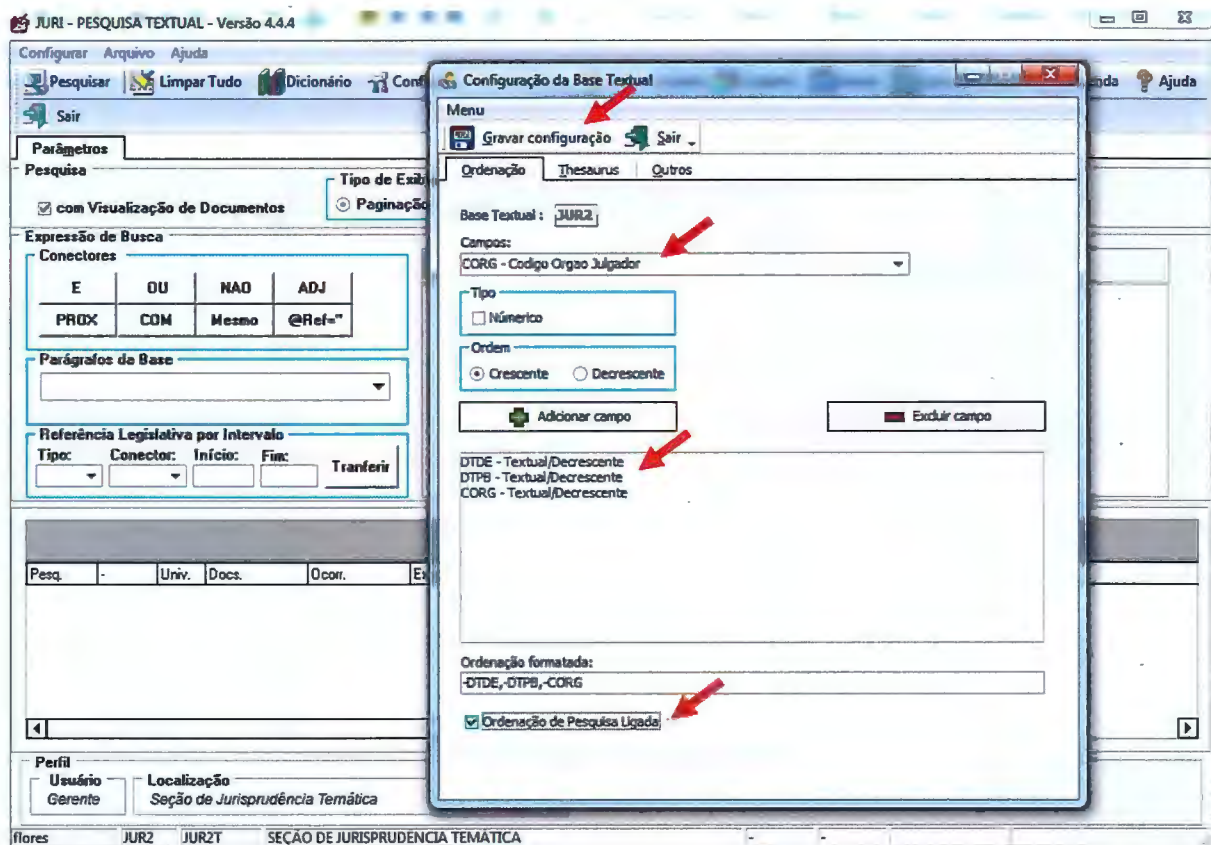 JURI - PESQUISA TEXTUAL - Versão 4.4.4
Configurar Arquivo Ajuda
Pesquisar Limpar Tudo Dicionário Ajuda
Sair
Parâmetros
Pesquisa
com Visualização de Documentos
Paginação
Expressão de Busca
Conectores
E OU NAO ADJ
PROX COM Mesmo @Ref="
Parágrafos da Base
Referência Legislativa por Intervalo
Tipo: Conector: Início: Fim:
Tranferir
Pesq. - Univ. Docs. Ocorr.
Perfil
Usuário Localização
Gerente Seção de Jurisprudência Temática
flores JUR2 JUR2T SEÇÃO DE JURISPRUDENCIA TEMÁTICA - -
Configuração da Base Textual
Menu
Gravar configuração Sair
Ordenação Thesaurus Outros
Base Textual : JUR2
Campos:
CORG - Codigo Orgao Julgador
Tipo
Númerico
Ordem
Crescente Decrescente
Adicionar campo Excluir campo
DTDE - Textual/Decrescente
DTPB - Textual/Decrescente
CORG - Textual/Decrescente
Ordenação formatada:
-DTDE,-DTPB,-CORG
Ordenação de Pesquisa Ligada